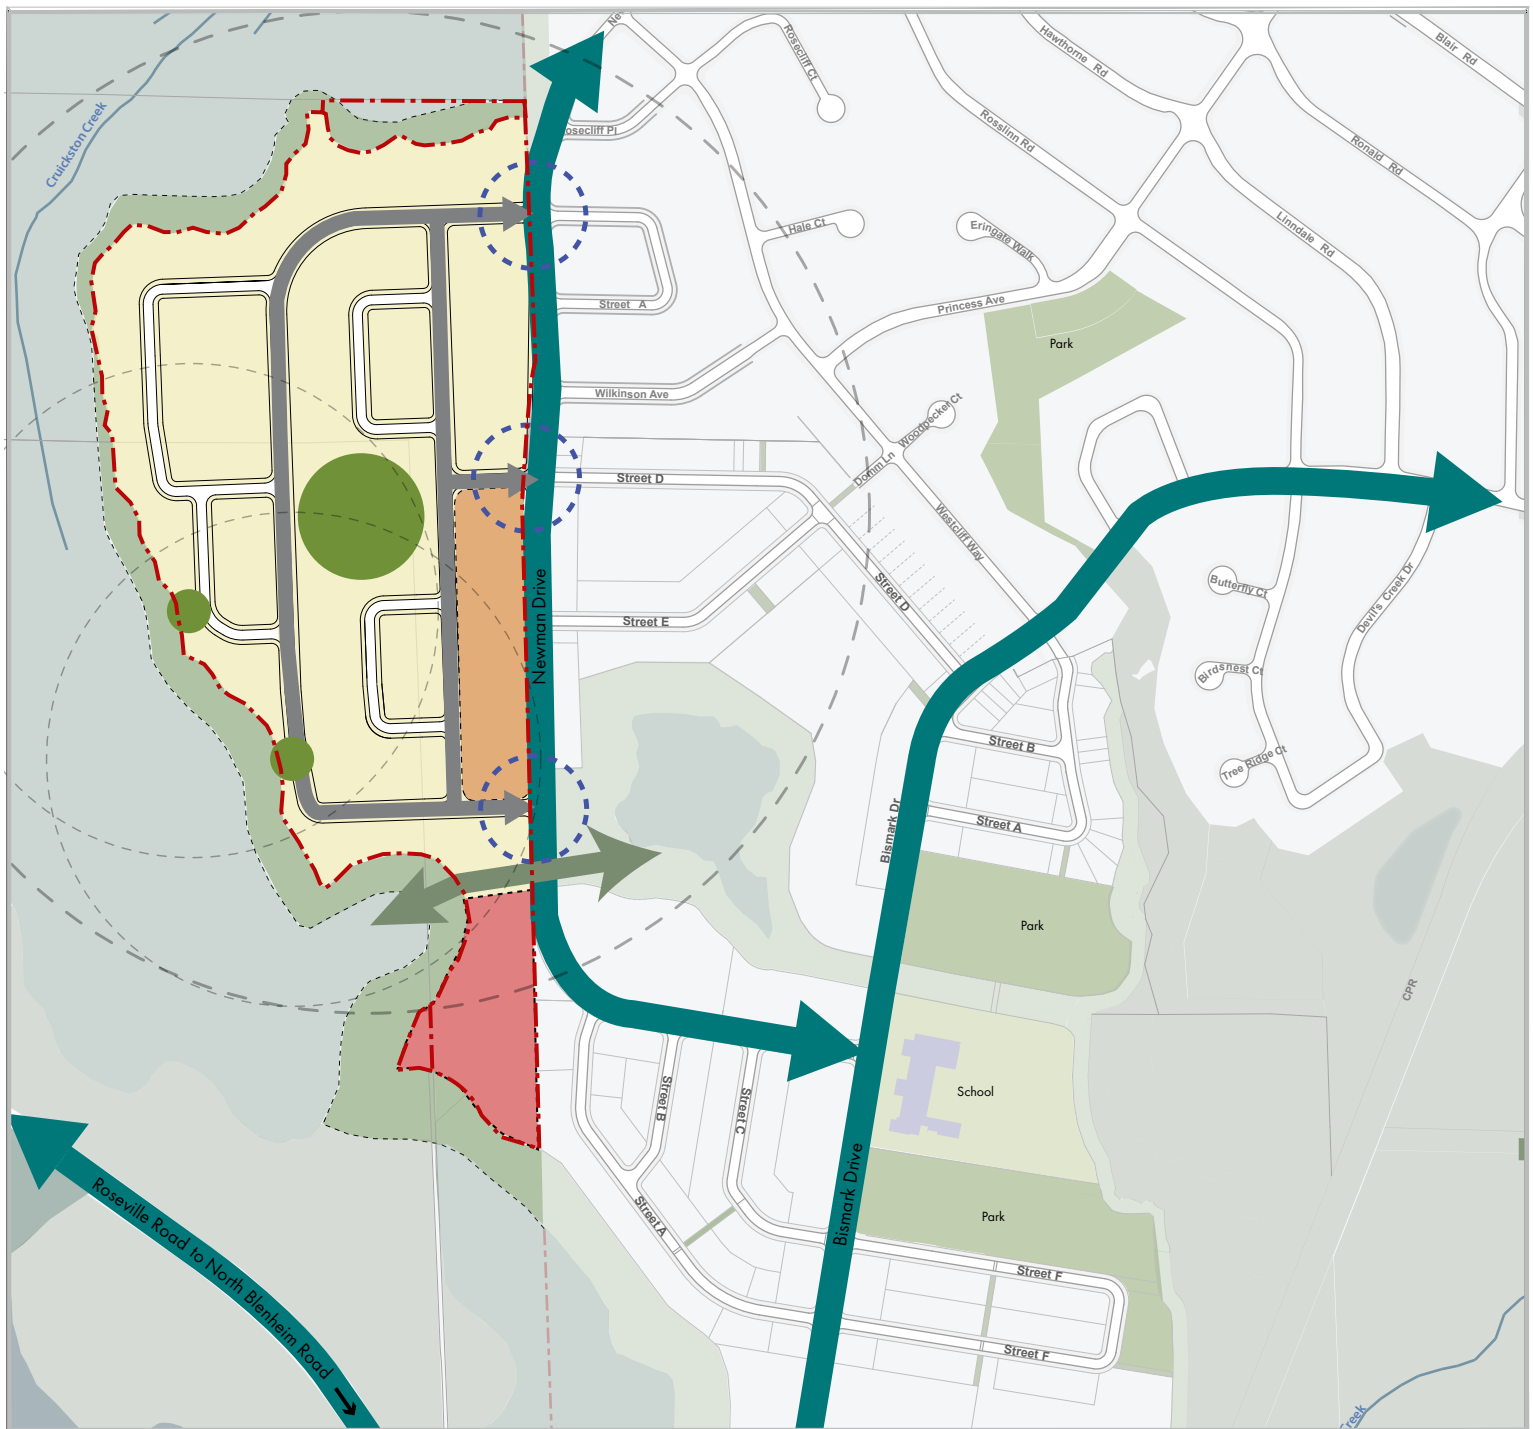 Rosecliff Ct
Hawthorne Rd
Blair Rd
Cruickston Creek
Rosslinn Rd
Ronald Rd
Linndale Rd
Hale Ct
Eringate Walk
Street A
Princess Ave
Park
Wilkinson Ave
Woodpecker Ct
Domm Ln
Street D
Westcliff Way
Newman Drive
Street D
Butterfly Ct
Devil's Creek Dr
Street E
Birdsnest Ct
Street B
Tree Ridge Ct
Bismark Dr
Street A
Park
CPR
School
Street B
Street C
Bismark Drive
Roseville Road to North Blenheim Road
Street A
Park
Street F
Street F
Creek